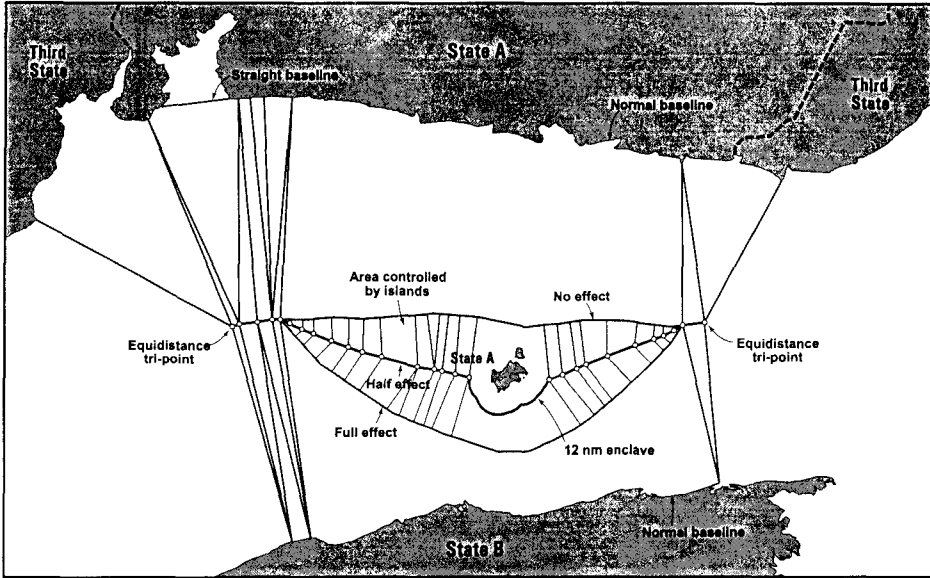 Third
State
State A
Straight baseline
Normal baseline
Third
State
Area controlled
by islands
No effect
Equidistance
tri-point
State A
Half effect
Equidistance
tri-point
Full effect
12 nm enclave
Normal baseline
State B